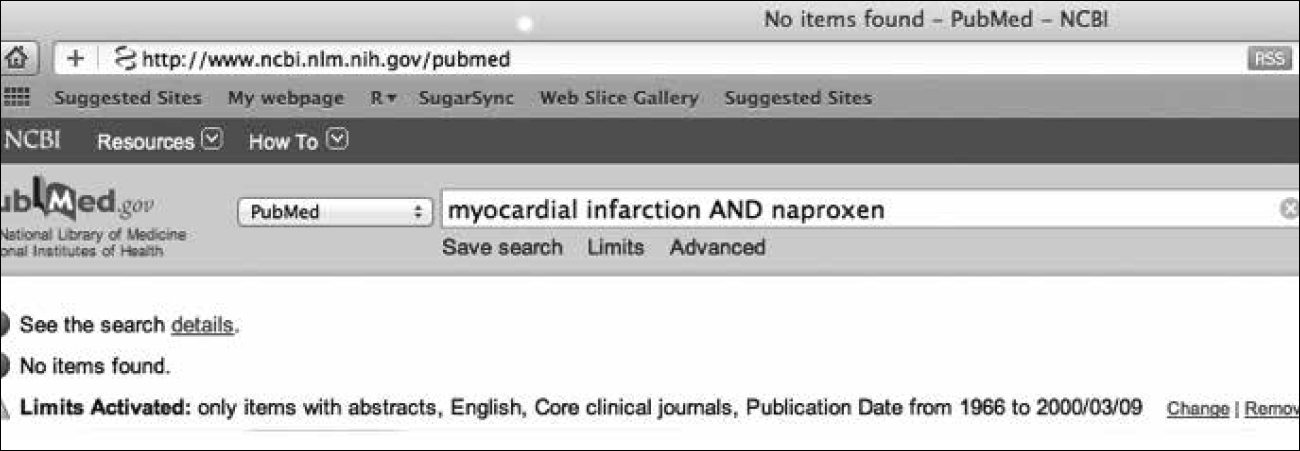 No items found – PubMed – NCBI
+ http://www.ncbi.nlm.nih.gov/pubmed RSS
Suggested Sites My webpage R▾ SugarSync Web Slice Gallery Suggested Sites
NCBI Resources How To
ubMed.gov PubMed myocardial infarction AND naproxen
National Library of Medicine
onal Institutes of Health
Save search Limits Advanced
See the search details.
No items found.
Limits Activated: only items with abstracts, English, Core clinical journals, Publication Date from 1966 to 2000/03/09 Change | Remov